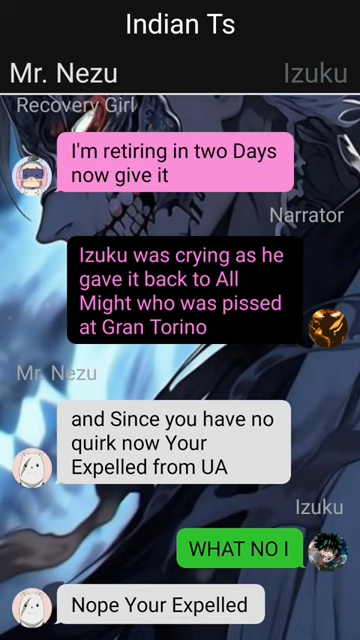 Indian Ts
Mr. Nezu
Izuku
Recovery Girl
I'm retiring in two Days
now give it
Narrator
Izuku was crying as he
gave it back to All
Might who was pissed
at Gran Torino
Mr. Nezu
and Since you have no
quirk now Your
Expelled from UA
Izuku
WHAT NO I
Nope Your Expelled